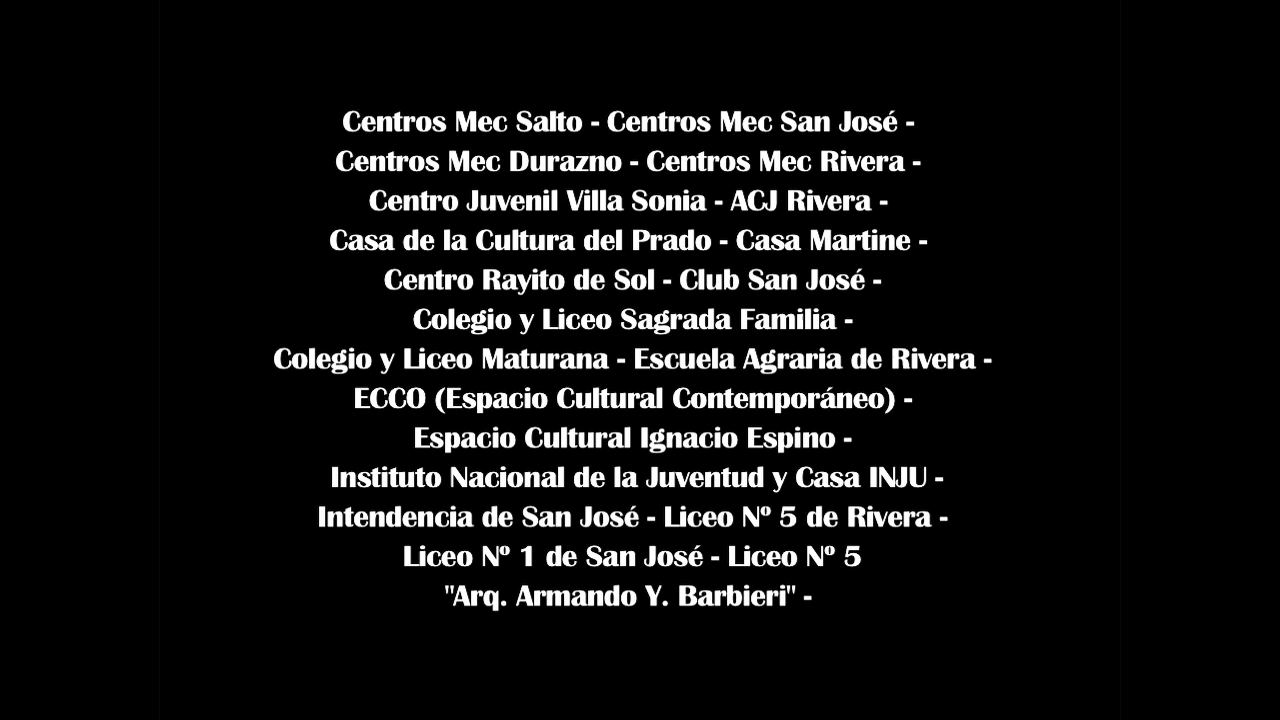 Centros Mec Salto - Centros Mec San José -
Centros Mec Durazno - Centros Mec Rivera -
Centro Juvenil Villa Sonia - ACJ Rivera -
Casa de la Cultura del Prado - Casa Martine -
Centro Rayito de Sol - Club San José -
Colegio y Liceo Sagrada Familia -
Colegio y Liceo Maturana - Escuela Agraria de Rivera -
ECCO (Espacio Cultural Contemporáneo) -
Espacio Cultural Ignacio Espino -
Instituto Nacional de la Juventud y Casa INJU -
Intendencia de San José - Liceo Nº 5 de Rivera -
Liceo Nº 1 de San José - Liceo Nº 5
"Arq. Armando Y. Barbieri" -